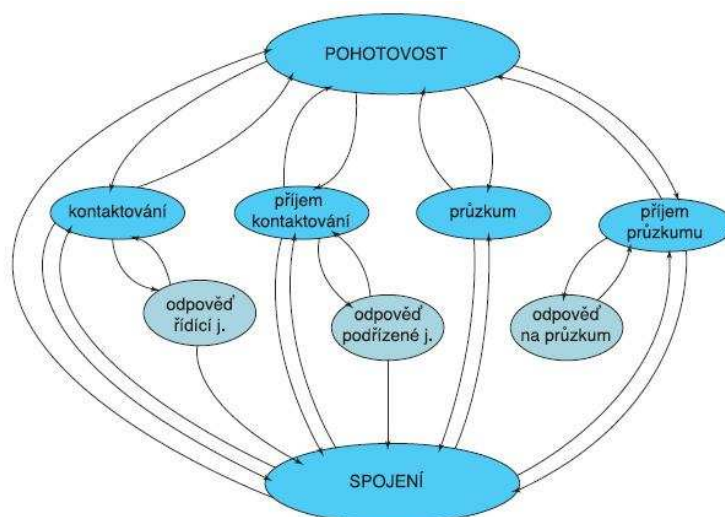 POHOTOVOST
kontaktování
příjem
kontaktování
průzkum
příjem
průzkumu
odpověď
řídící j.
odpověď
podřízené j.
odpověď
na průzkum
SPOJENÍ